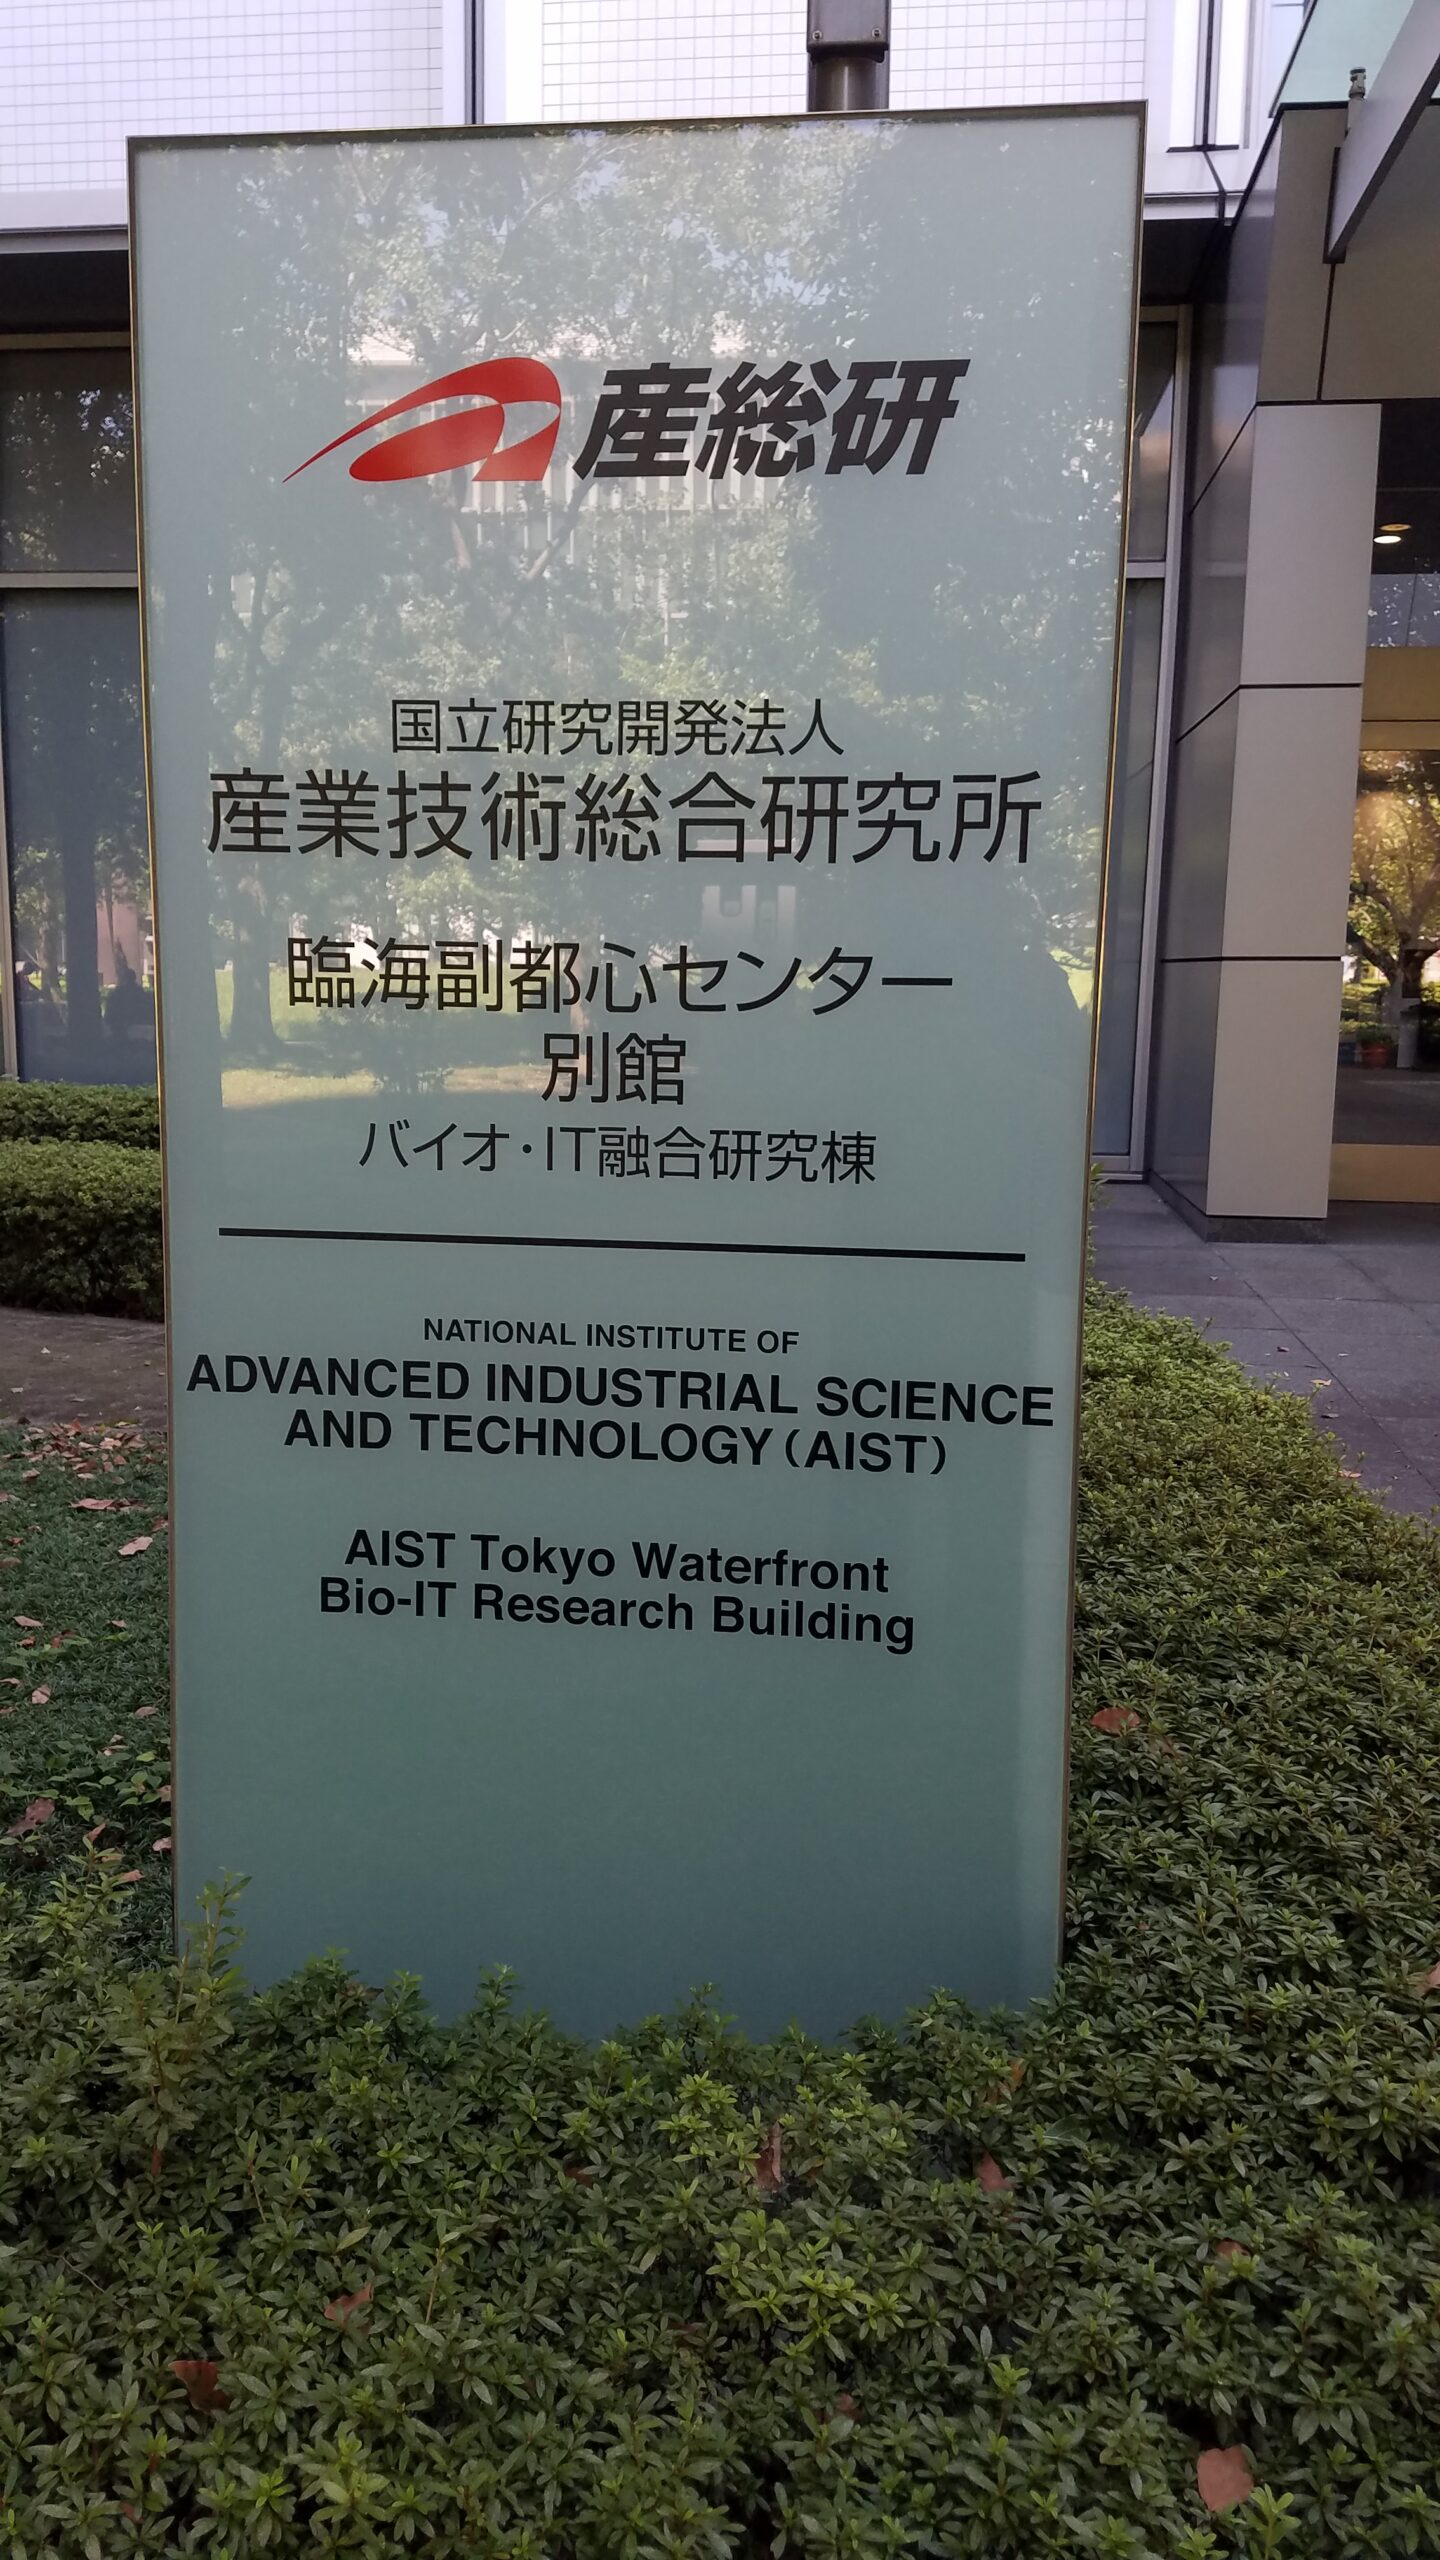 産総研
国立研究開発法人
産業技術総合研究所
臨海副都心センター
別館
バイオ・IT融合研究棟
NATIONAL INSTITUTE OF
ADVANCED INDUSTRIAL SCIENCE
AND TECHNOLOGY（AIST）
AIST Tokyo Waterfront
Bio-IT Research Building